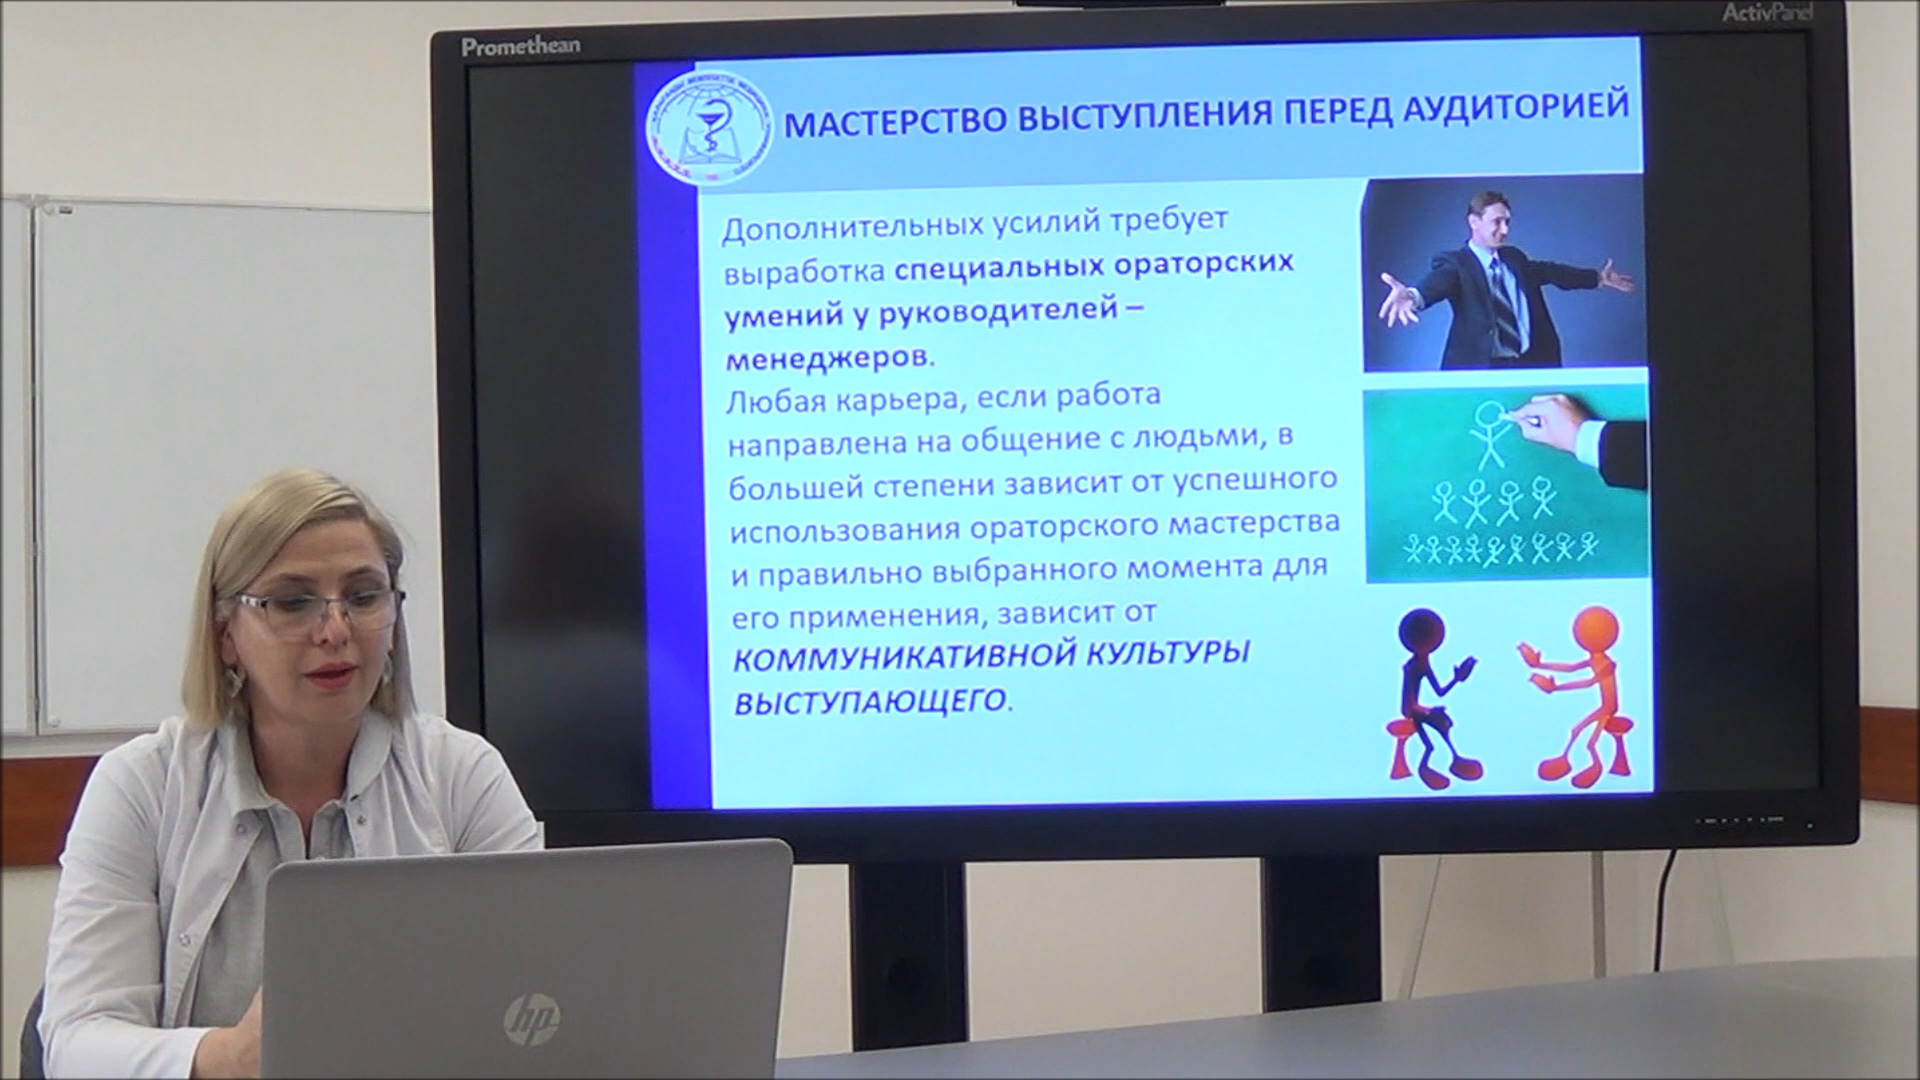 Promethean
ActivPanel
МАСТЕРСТВО ВЫСТУПЛЕНИЯ ПЕРЕД АУДИТОРИЕЙ
Дополнительных усилий требует
выработка специальных ораторских
умений у руководителей –
менеджеров.
Любая карьера, если работа
направлена на общение с людьми, в
большей степени зависит от успешного
использования ораторского мастерства
и правильно выбранного момента для
его применения, зависит от
КОММУНИКАТИВНОЙ КУЛЬТУРЫ
ВЫСТУПАЮЩЕГО.
hp